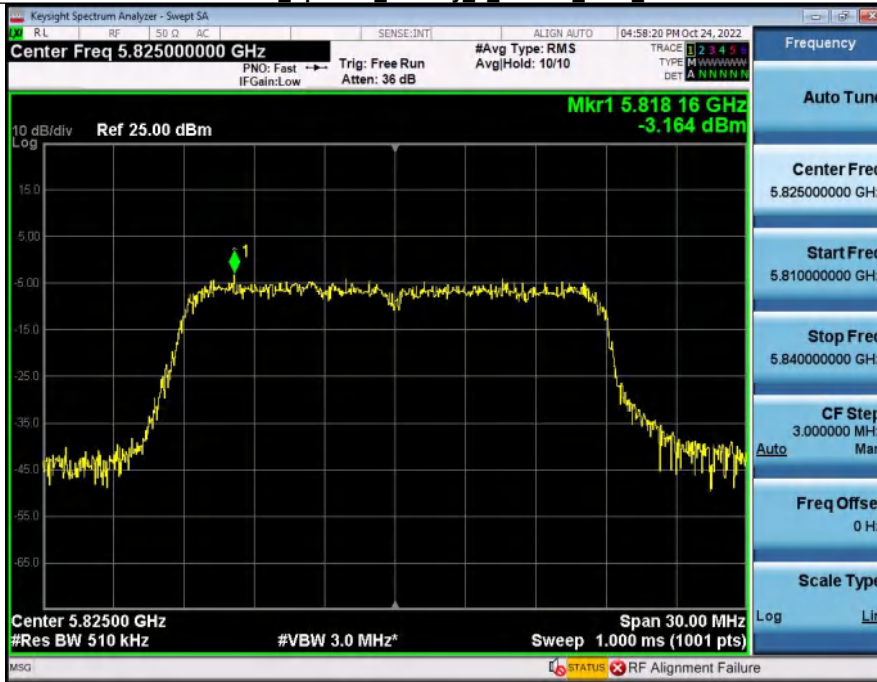 Keysight Spectrum Analyzer - Swept SA
LXI RL RF 50 Ω AC SENSE:INT ALIGN AUTO 04:58:20 PM Oct 24, 2022
Center Freq 5.825000000 GHz
PNO: Fast
IFGain:Low
Trig: Free Run
Atten: 36 dB
#Avg Type: RMS
Avg|Hold: 10/10
TRACE 1 2 3 4 5 6
TYPE M WWWWW
DET A N N N N N
Mkr1 5.818 16 GHz
-3.164 dBm
10 dB/div Ref 25.00 dBm
Log
15.0
5.00
1
-5.00
-15.0
-25.0
-35.0
-45.0
-55.0
-65.0
Center 5.82500 GHz Span 30.00 MHz
#Res BW 510 kHz #VBW 3.0 MHz* Sweep 1.000 ms (1001 pts)
MSG STATUS RF Alignment Failure
Frequency
Auto Tune
Center Freq
5.825000000 GH
Start Freq
5.810000000 GH
Stop Freq
5.840000000 GH
CF Step
3.000000 MH
Auto Man
Freq Offse
0 H
Scale Type
Log Lin